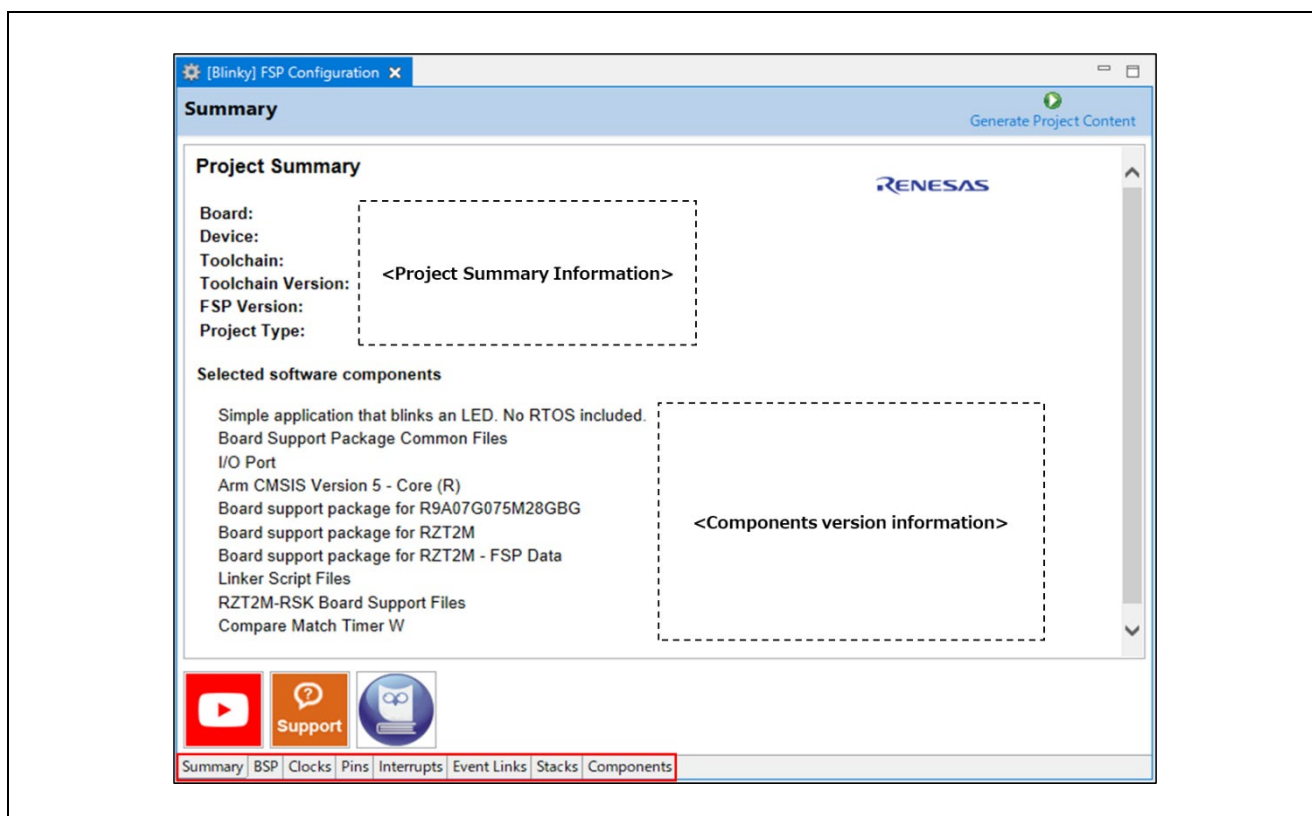 [Blinky] FSP Configuration
Summary
Generate Project Content
Project Summary
RENESAS
Board:
Device:
Toolchain:
Toolchain Version:
FSP Version:
Project Type:
<Project Summary Information>
Selected software components
Simple application that blinks an LED. No RTOS included.
Board Support Package Common Files
I/O Port
Arm CMSIS Version 5 - Core (R)
Board support package for R9A07G075M28GBG
Board support package for RZT2M
Board support package for RZT2M - FSP Data
Linker Script Files
RZT2M-RSK Board Support Files
Compare Match Timer W
<Components version information>
Support
Summary BSP Clocks Pins Interrupts Event Links Stacks Components